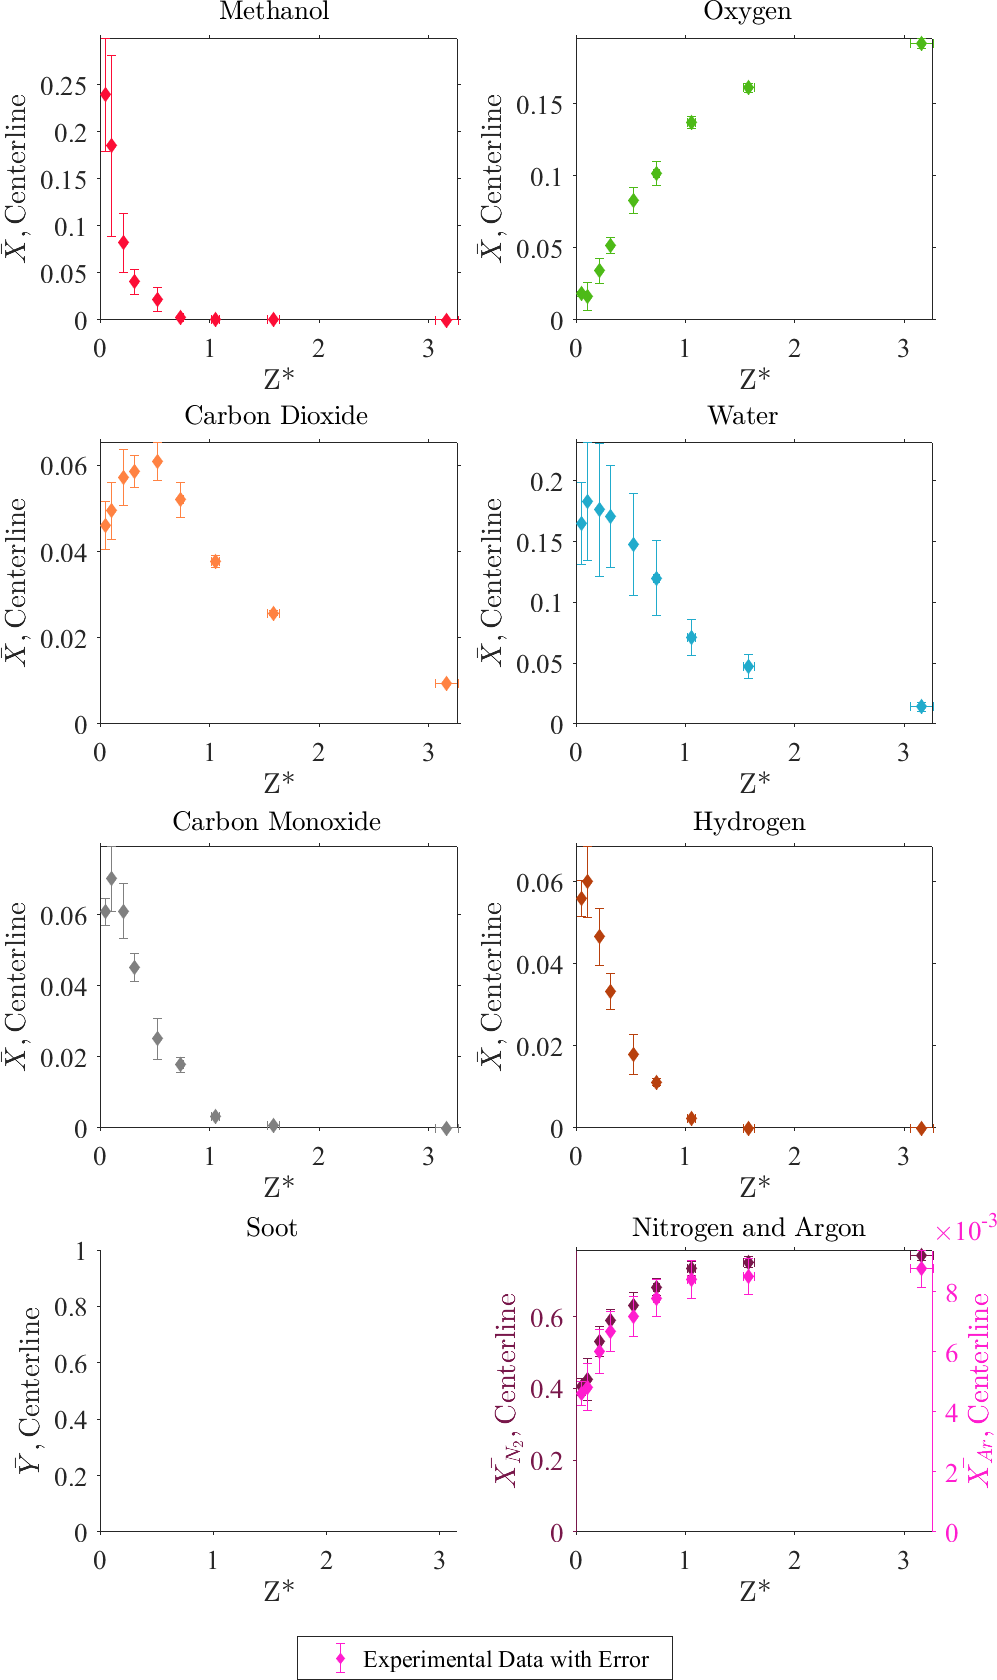 Methanol
X̄, Centerline
0.25
0.2
0.15
0.1
0.05
0
0 1 2 3
Z*
Oxygen
X̄, Centerline
0.15
0.1
0.05
0
0 1 2 3
Z*
Carbon Dioxide
X̄, Centerline
0.06
0.04
0.02
0
0 1 2 3
Z*
Water
X̄, Centerline
0.2
0.15
0.1
0.05
0
0 1 2 3
Z*
Carbon Monoxide
X̄, Centerline
0.06
0.04
0.02
0
0 1 2 3
Z*
Hydrogen
X̄, Centerline
0.06
0.04
0.02
0
0 1 2 3
Z*
Soot
Ȳ, Centerline
1
0.8
0.6
0.4
0.2
0
0 1 2 3
Z*
Nitrogen and Argon
×10⁻³
X̄_N₂, Centerline
0.6
0.4
0.2
0
8
6
4
2
0
X̄_Ar, Centerline
0 1 2 3
Z*
Experimental Data with Error